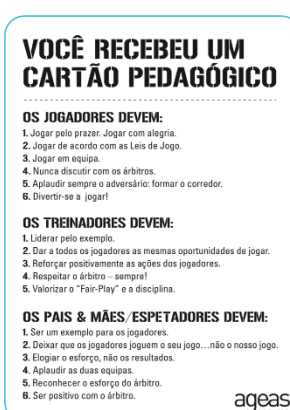 VOCÊ RECEBEU UM
CARTÃO PEDAGÓGICO
OS JOGADORES DEVEM:
1. Jogar pelo prazer. Jogar com alegria.
2. Jogar de acordo com as Leis de Jogo.
3. Jogar em equipa.
4. Nunca discutir com os árbitros.
5. Aplaudir sempre o adversário: formar o corredor.
6. Divertir-se a jogar!
OS TREINADORES DEVEM:
1. Liderar pelo exemplo.
2. Dar a todos os jogadores as mesmas oportunidades de jogar.
3. Reforçar positivamente as ações dos jogadores.
4. Respeitar o árbitro – sempre!
5. Valorizar o "Fair-Play" e a disciplina.
OS PAIS & MÃES/ESPETADORES DEVEM:
1. Ser um exemplo para os jogadores.
2. Deixar que os jogadores joguem o seu jogo...não o nosso jogo.
3. Elogiar o esforço, não os resultados.
4. Aplaudir as duas equipas.
5. Reconhecer o esforço do árbitro.
6. Ser positivo com o árbitro.
ageas